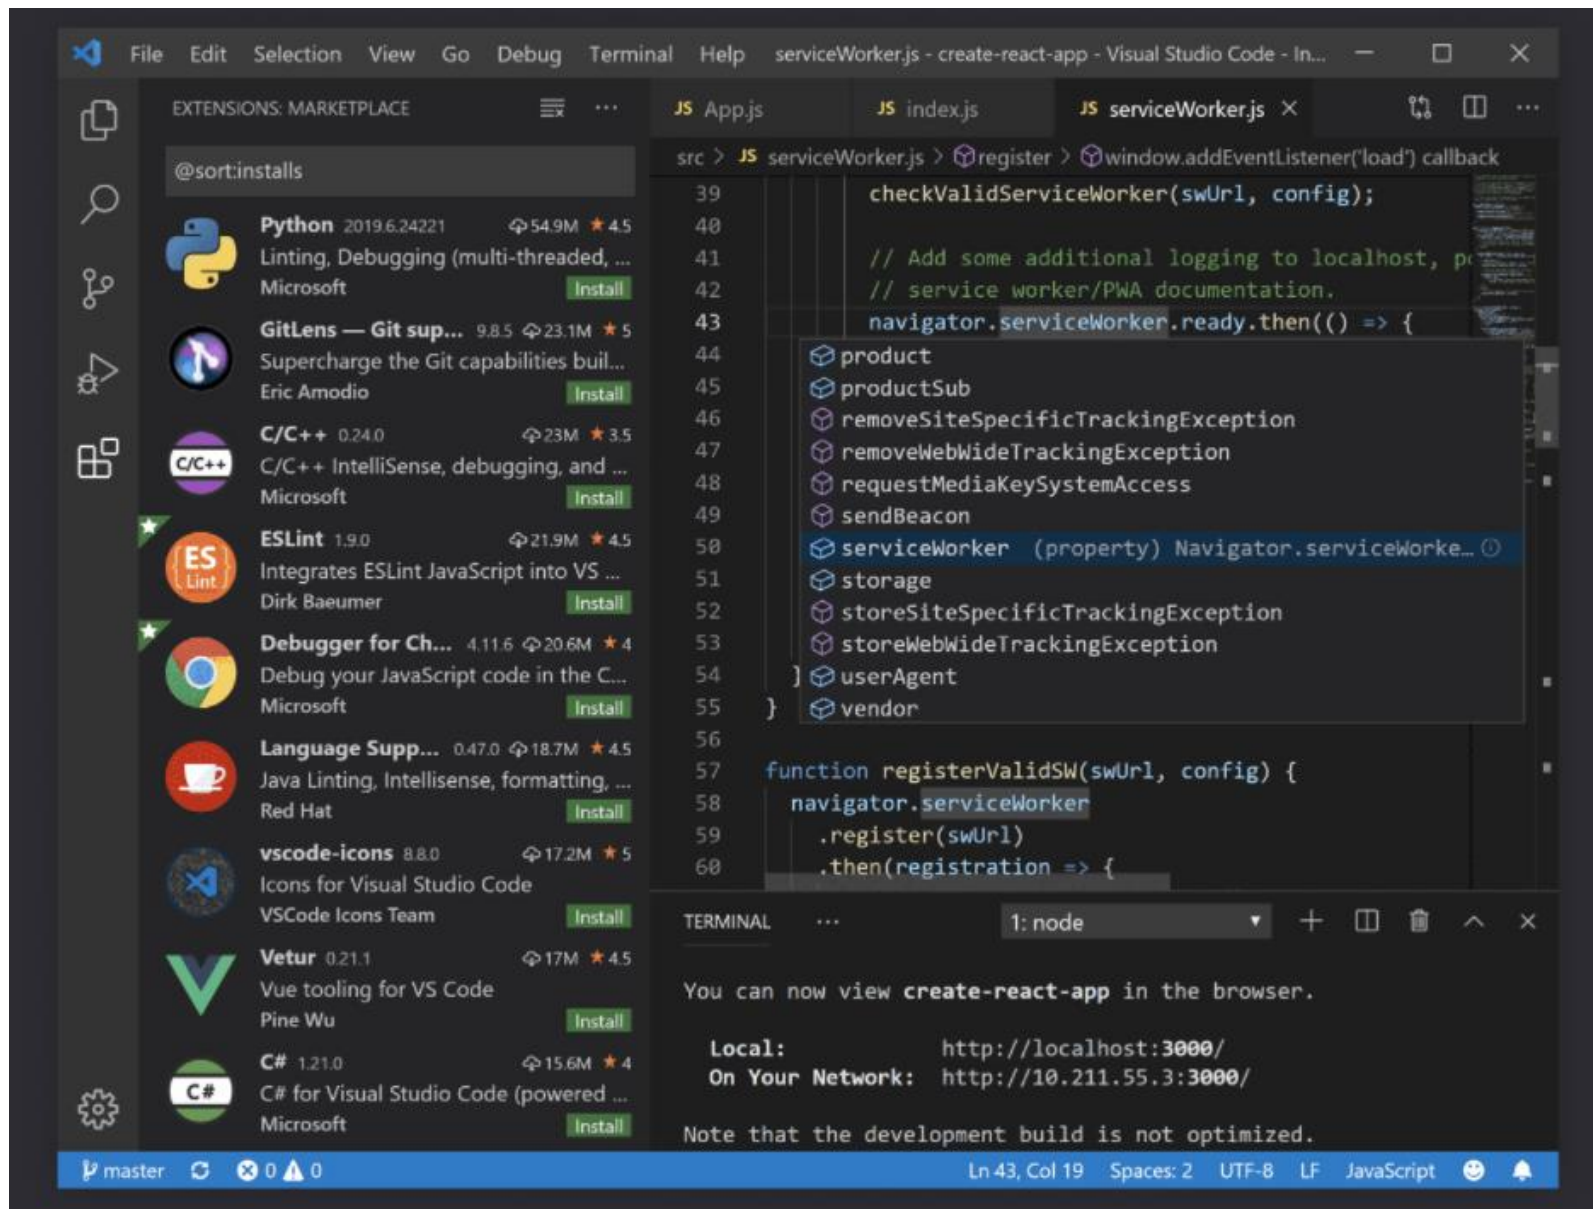 File Edit Selection View Go Debug Terminal Help serviceWorker.js - create-react-app - Visual Studio Code - In...
EXTENSIONS: MARKETPLACE
@sort:installs
Python 2019.6.24221 54.9M ★ 4.5
Linting, Debugging (multi-threaded, ...
Microsoft Install
GitLens — Git sup... 9.8.5 23.1M ★ 5
Supercharge the Git capabilities buil...
Eric Amodio Install
C/C++
C/C++ 0.24.0 23M ★ 3.5
C/C++ IntelliSense, debugging, and ...
Microsoft Install
ES
Lint
ESLint 1.9.0 21.9M ★ 4.5
Integrates ESLint JavaScript into VS ...
Dirk Baeumer Install
Debugger for Ch... 4.11.6 20.6M ★ 4
Debug your JavaScript code in the C...
Microsoft Install
Language Supp... 0.47.0 18.7M ★ 4.5
Java Linting, Intellisense, formatting, ...
Red Hat Install
vscode-icons 8.8.0 17.2M ★ 5
Icons for Visual Studio Code
VSCode Icons Team Install
Vetur 0.21.1 17M ★ 4.5
Vue tooling for VS Code
Pine Wu Install
C#
C# 1.21.0 15.6M ★ 4
C# for Visual Studio Code (powered ...
Microsoft Install
JS App.js JS index.js JS serviceWorker.js ×
src > JS serviceWorker.js > register > window.addEventListener('load') callback
39 checkValidServiceWorker(swUrl, config);
40
41 // Add some additional logging to localhost,
42 // service worker/PWA documentation.
43 navigator.serviceWorker.ready.then(() => {
44 product
45 productSub
46 removeSiteSpecificTrackingException
47 removeWebWideTrackingException
48 requestMediaKeySystemAccess
49 sendBeacon
50 serviceWorker (property) Navigator.serviceWorke...
51 storage
52 storeSiteSpecificTrackingException
53 storeWebWideTrackingException
54 } userAgent
55 } vendor
56
57 function registerValidSW(swUrl, config) {
58 navigator.serviceWorker
59 .register(swUrl)
60 .then(registration => {
TERMINAL ... 1: node
You can now view create-react-app in the browser.
Local: http://localhost:3000/
On Your Network: http://10.211.55.3:3000/
Note that the development build is not optimized.
master 0 0 Ln 43, Col 19 Spaces: 2 UTF-8 LF JavaScript